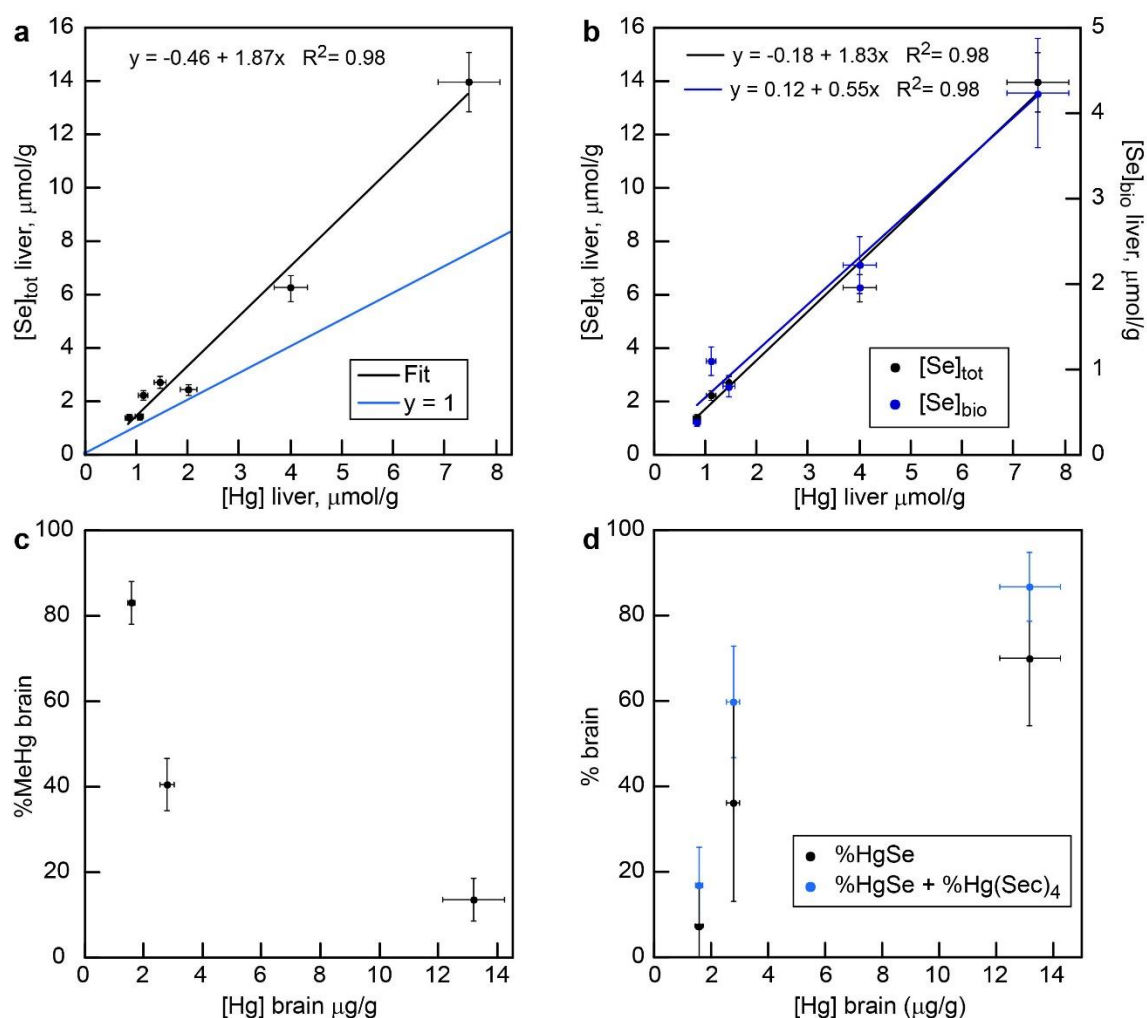 a
y = -0.46 + 1.87x R²= 0.98
[Se]tot liver, μmol/g
16
14
12
10
8
6
4
2
0
Fit
y = 1
0 1 2 3 4 5 6 7 8
[Hg] liver, μmol/g
b
y = -0.18 + 1.83x R²= 0.98
y = 0.12 + 0.55x R²= 0.98
[Se]tot liver, μmol/g
16
14
12
10
8
6
4
2
0
[Se]tot
[Se]bio
5
4
3
2
1
0
[Se]bio liver, μmol/g
0 1 2 3 4 5 6 7 8
[Hg] liver μmol/g
c
%MeHg brain
100
80
60
40
20
0
0 2 4 6 8 10 12 14
[Hg] brain μg/g
d
% brain
100
80
60
40
20
0
%HgSe
%HgSe + %Hg(Sec)₄
0 2 4 6 8 10 12 14
[Hg] brain (μg/g)